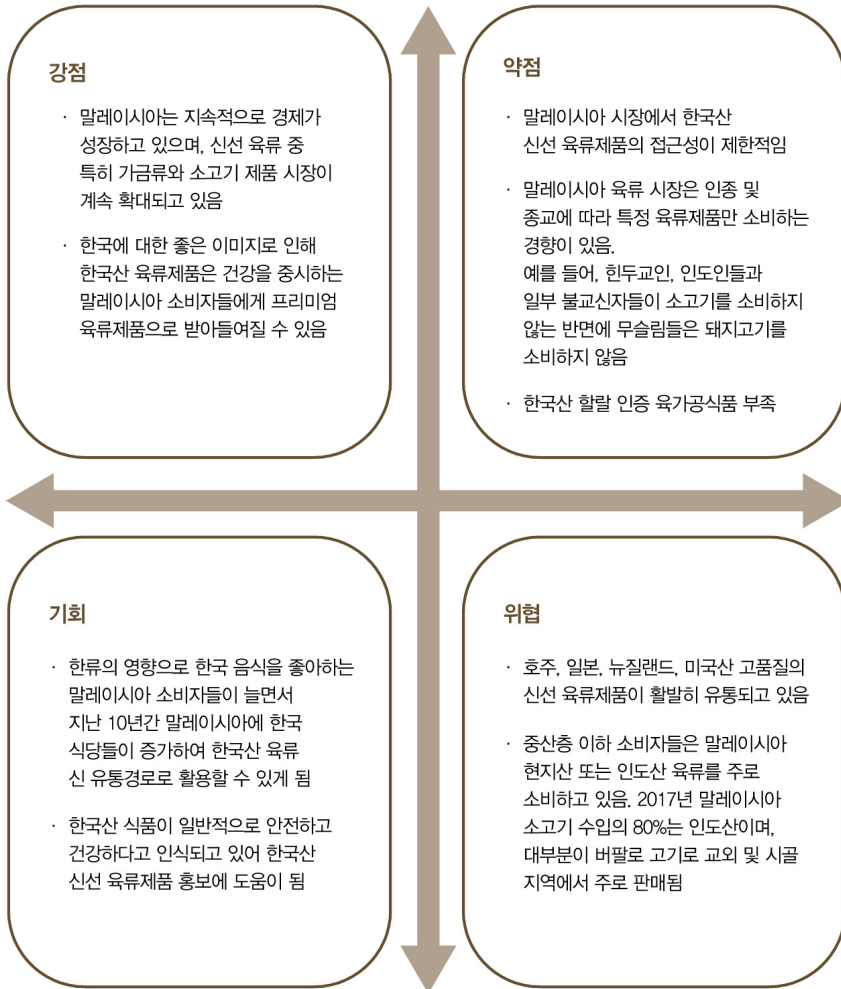 강점
· 말레이시아는 지속적으로 경제가
성장하고 있으며, 신선 육류 중
특히 가금류와 소고기 제품 시장이
계속 확대되고 있음
· 한국에 대한 좋은 이미지로 인해
한국산 육류제품은 건강을 중시하는
말레이시아 소비자들에게 프리미엄
육류제품으로 받아들여질 수 있음
약점
· 말레이시아 시장에서 한국산
신선 육류제품의 접근성이 제한적임
· 말레이시아 육류 시장은 인종 및
종교에 따라 특정 육류제품만 소비하는
경향이 있음.
예를 들어, 힌두교인, 인도인들과
일부 불교신자들이 소고기를 소비하지
않는 반면에 무슬림들은 돼지고기를
소비하지 않음
· 한국산 할랄 인증 육가공식품 부족
기회
· 한류의 영향으로 한국 음식을 좋아하는
말레이시아 소비자들이 늘면서
지난 10년간 말레이시아에 한국
식당들이 증가하여 한국산 육류
신 유통경로로 활용할 수 있게 됨
· 한국산 식품이 일반적으로 안전하고
건강하다고 인식되고 있어 한국산
신선 육류제품 홍보에 도움이 됨
위협
· 호주, 일본, 뉴질랜드, 미국산 고품질의
신선 육류제품이 활발히 유통되고 있음
· 중산층 이하 소비자들은 말레이시아
현지산 또는 인도산 육류를 주로
소비하고 있음. 2017년 말레이시아
소고기 수입의 80%는 인도산이며,
대부분이 버팔로 고기로 교외 및 시골
지역에서 주로 판매됨